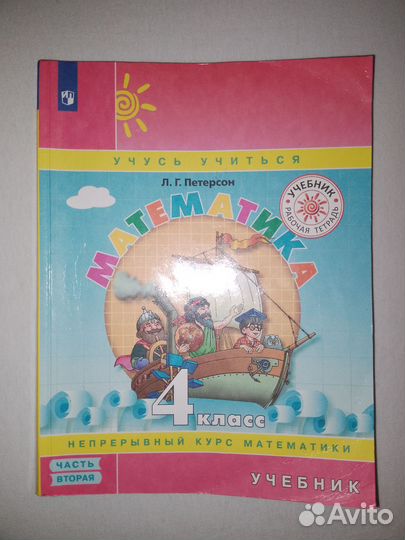 УЧУСЬ УЧИТЬСЯ
Л. Г. Петерсон
УЧЕБНИК
РАБОЧАЯ ТЕТРАДЬ
МАТЕМАТИКА
4 КЛАСС
НЕПРЕРЫВНЫЙ КУРС МАТЕМАТИКИ
ЧАСТЬ
ВТОРАЯ
УЧЕБНИК
Avito